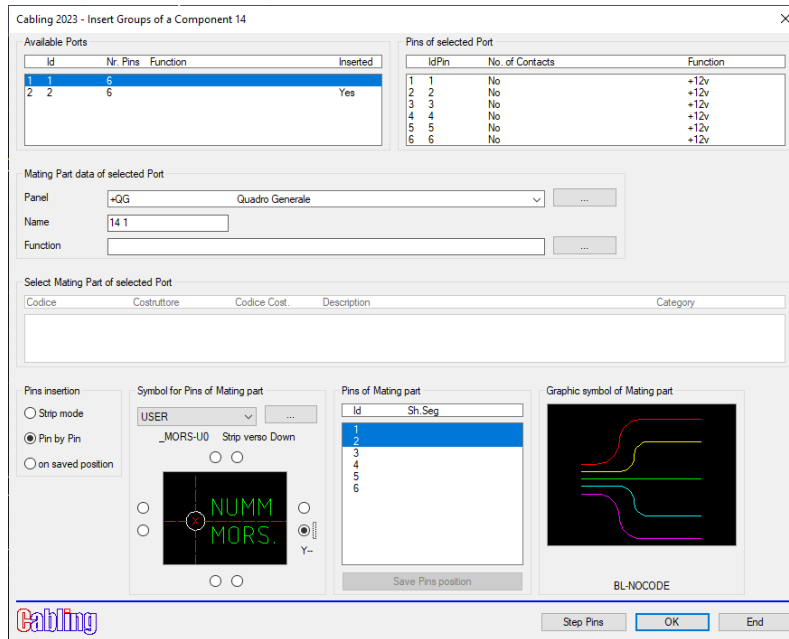 Cabling 2023 - Insert Groups of a Component 14
Available Ports
Id Nr. Pins Function Inserted
1 1 6
2 2 6 Yes
Pins of selected Port
IdPin No. of Contacts Function
1 1 No +12v
2 2 No +12v
3 3 No +12v
4 4 No +12v
5 5 No +12v
6 6 No +12v
Mating Part data of selected Port
Panel +QG Quadro Generale ...
Name 14 1
Function ...
Select Mating Part of selected Port
Codice Costruttore Codice Cost. Description Category
Pins insertion
Strip mode
Pin by Pin
on saved position
Symbol for Pins of Mating part
USER ...
_MORS-U0 Strip verso Down
NUMM
MORS.
Y--
Pins of Mating part
Id Sh.Seg
1
2
3
4
5
6
Save Pins position
Graphic symbol of Mating part
BL-NOCODE
Cabling
Step Pins OK End